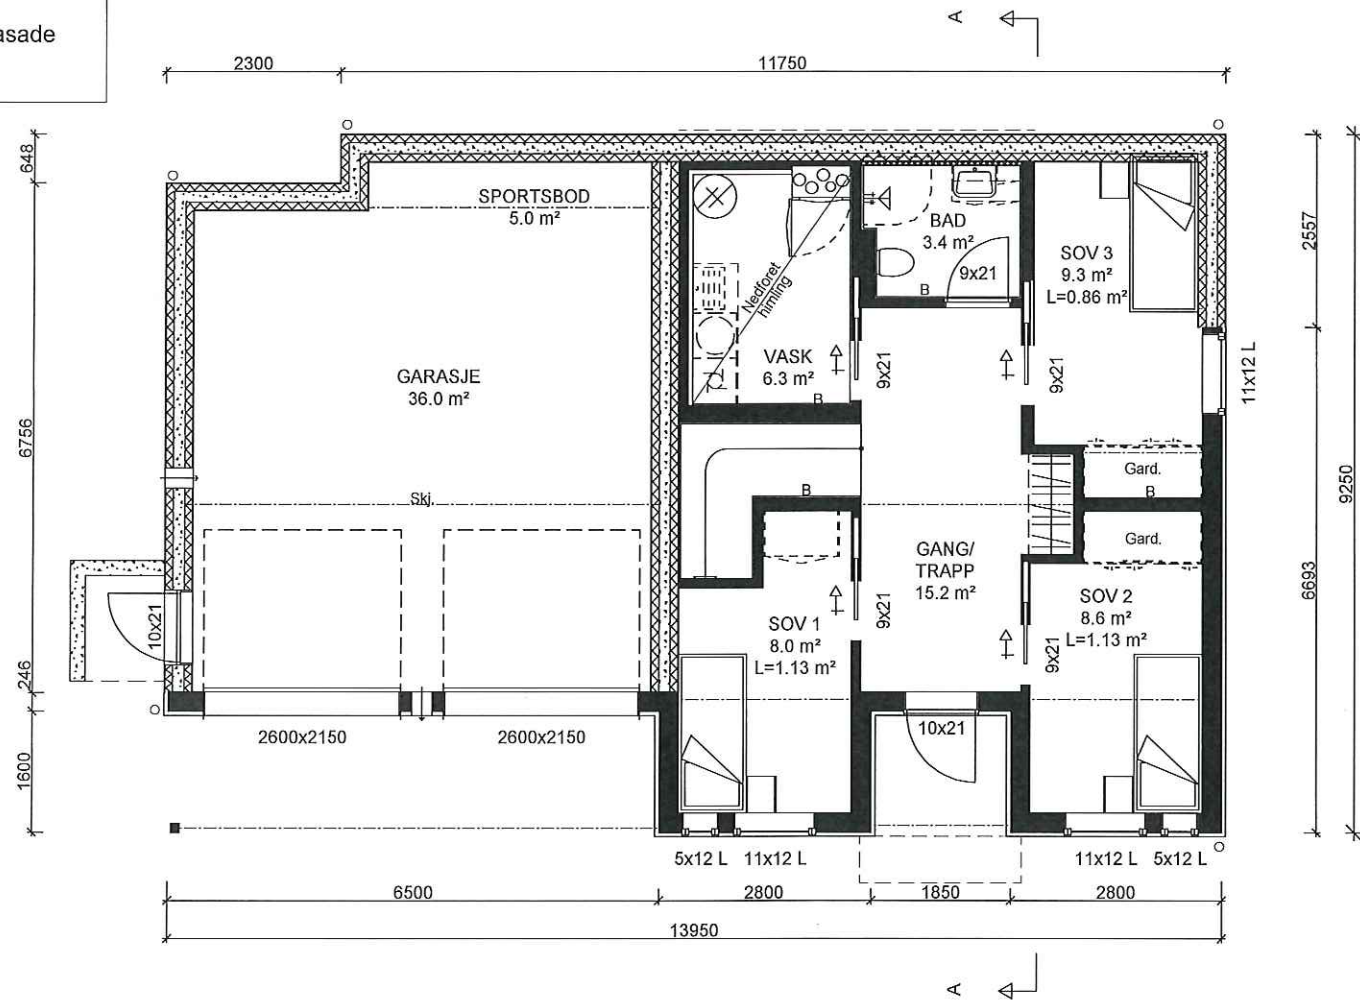 asade
A
2300
11750
648
SPORTSBOD
5.0 m²
BAD
3.4 m²
9x21
B
SOV 3
9.3 m²
L=0.86 m²
2557
Nedforet
himling
GARASJE
36.0 m²
VASK
6.3 m²
B
9x21
9x21
11x12 L
6756
Gard.
B
9250
Skj.
B
Gard.
GANG/
TRAPP
15.2 m²
6693
10x21
SOV 1
8.0 m²
L=1.13 m²
9x21
SOV 2
8.6 m²
L=1.13 m²
9x21
246
2600x2150
2600x2150
10x21
1600
5x12 L
11x12 L
11x12 L
5x12 L
6500
2800
1850
2800
13950
A